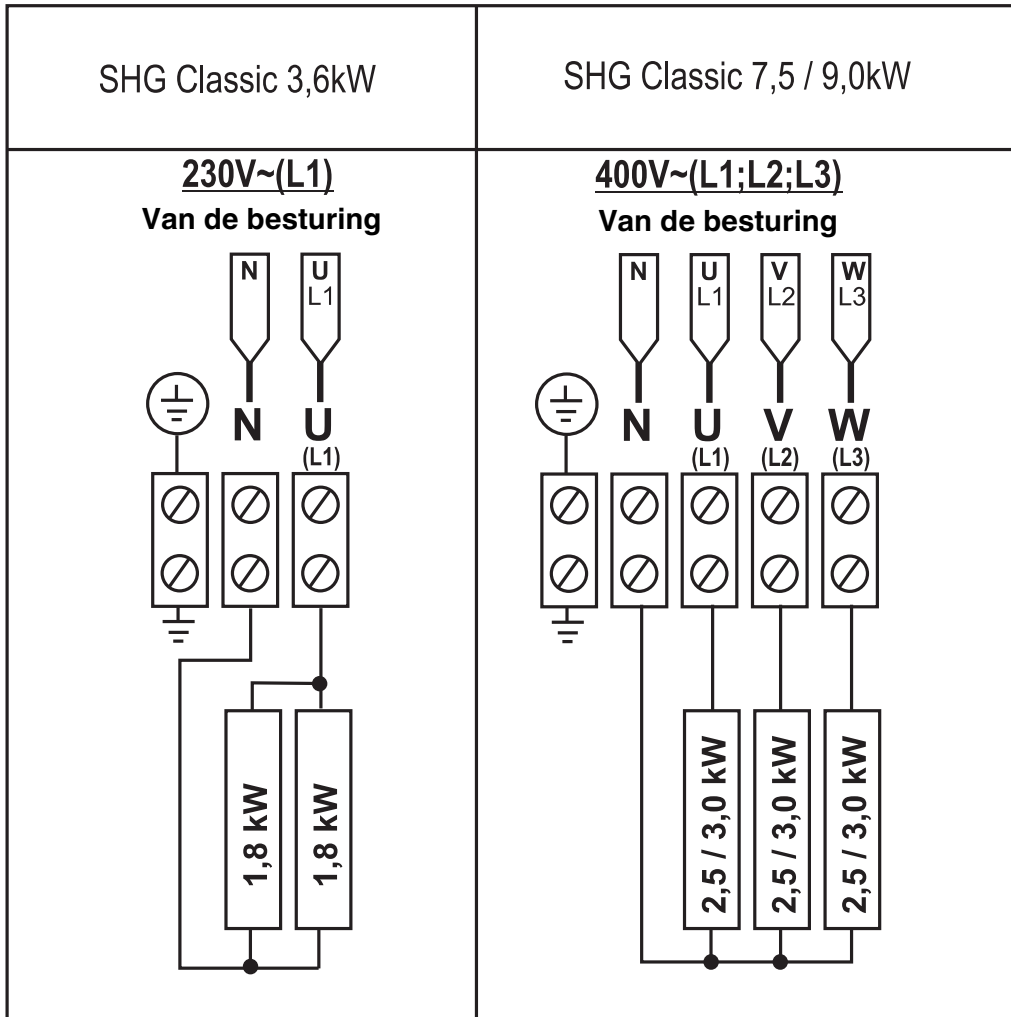 SHG Classic 3,6kW
SHG Classic 7,5 / 9,0kW
230V~(L1)
Van de besturing
N
U
L1
N
U
(L1)
1,8 kW
1,8 kW
400V~(L1;L2;L3)
Van de besturing
N
U
L1
V
L2
W
L3
N
U
V
W
(L1)
(L2)
(L3)
2,5 / 3,0 kW
2,5 / 3,0 kW
2,5 / 3,0 kW